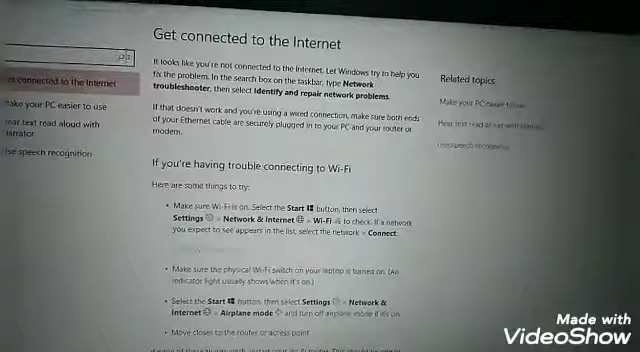 Get connected to the Internet
It looks like you're not connected to the Internet. Let Windows try to help you
fix the problem. In the search box on the taskbar, type Network
troubleshooter, then select Identify and repair network problems.
If that doesn't work and you're using a wired connection, make sure both ends
of your Ethernet cable are securely plugged in to your PC and your router or
modem.
If you're having trouble connecting to Wi-Fi
Here are some things to try:
• Make sure Wi-Fi is on. Select the Start button, then select
Settings > Network & Internet > Wi-Fi to check. If a network
you expect to see appears in the list, select the network > Connect.
• Make sure the physical Wi-Fi switch on your laptop is turned on. (An
indicator light usually shows when it's on.)
• Select the Start button, then select Settings > Network &
Internet > Airplane mode and turn off airplane mode if it's on.
• Move closer to the router or access point.
connected to the Internet
Make your PC easier to use
text read aloud with
speech recognition
Related topics
Make your PC easier to use
Hear text read aloud with Narrator
Use speech recognition
Made with
VideoShow